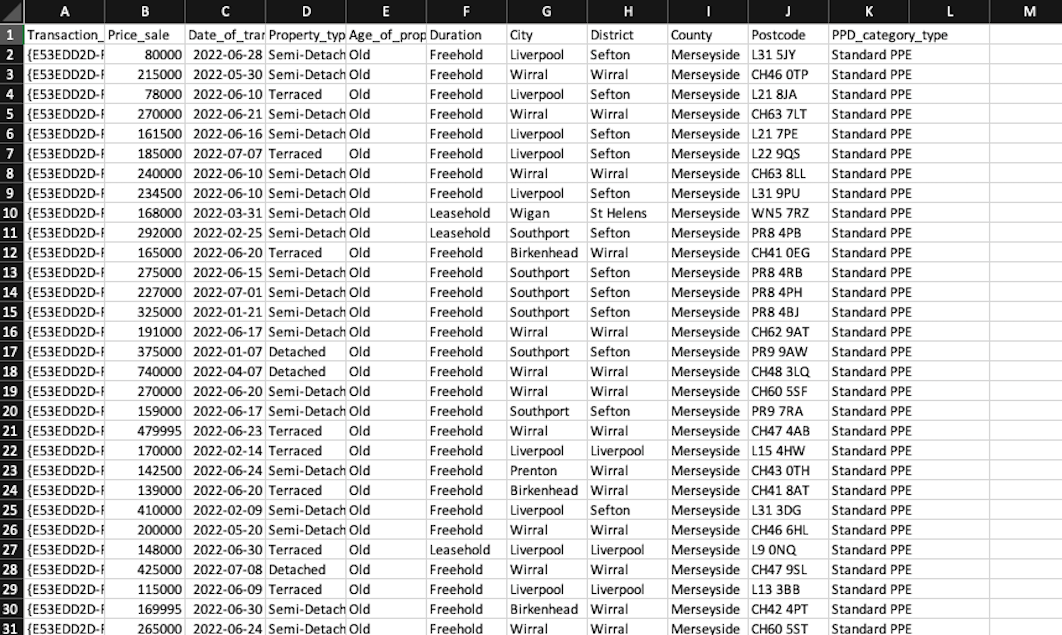 A B C D E F G H I J K L M
1 Transaction_ Price_sale Date_of_trar Property_typ Age_of_prop Duration City District County Postcode PPD_category_type
2 {E53EDD2D-F 80000 2022-06-28 Semi-Detach Old Freehold Liverpool Sefton Merseyside L31 5JY Standard PPE
3 {E53EDD2D-F 215000 2022-05-30 Semi-Detach Old Freehold Wirral Wirral Merseyside CH46 0TP Standard PPE
4 {E53EDD2D-F 78000 2022-06-10 Terraced Old Freehold Liverpool Sefton Merseyside L21 8JA Standard PPE
5 {E53EDD2D-F 270000 2022-06-21 Semi-Detach Old Freehold Wirral Wirral Merseyside CH63 7LT Standard PPE
6 {E53EDD2D-F 161500 2022-06-16 Semi-Detach Old Freehold Liverpool Sefton Merseyside L21 7PE Standard PPE
7 {E53EDD2D-F 185000 2022-07-07 Terraced Old Freehold Liverpool Sefton Merseyside L22 9QS Standard PPE
8 {E53EDD2D-F 240000 2022-06-10 Semi-Detach Old Freehold Wirral Wirral Merseyside CH63 8LL Standard PPE
9 {E53EDD2D-F 234500 2022-06-10 Semi-Detach Old Freehold Liverpool Sefton Merseyside L31 9PU Standard PPE
10 {E53EDD2D-F 168000 2022-03-31 Semi-Detach Old Leasehold Wigan St Helens Merseyside WN5 7RZ Standard PPE
11 {E53EDD2D-F 292000 2022-02-25 Semi-Detach Old Leasehold Southport Sefton Merseyside PR8 4PB Standard PPE
12 {E53EDD2D-F 165000 2022-06-20 Terraced Old Freehold Birkenhead Wirral Merseyside CH41 0EG Standard PPE
13 {E53EDD2D-F 275000 2022-06-15 Semi-Detach Old Freehold Southport Sefton Merseyside PR8 4RB Standard PPE
14 {E53EDD2D-F 227000 2022-07-01 Semi-Detach Old Freehold Southport Sefton Merseyside PR8 4PH Standard PPE
15 {E53EDD2D-F 325000 2022-01-21 Semi-Detach Old Freehold Southport Sefton Merseyside PR8 4BJ Standard PPE
16 {E53EDD2D-F 191000 2022-06-17 Semi-Detach Old Freehold Wirral Wirral Merseyside CH62 9AT Standard PPE
17 {E53EDD2D-F 375000 2022-01-07 Detached Old Freehold Southport Sefton Merseyside PR9 9AW Standard PPE
18 {E53EDD2D-F 740000 2022-04-07 Detached Old Freehold Wirral Wirral Merseyside CH48 3LQ Standard PPE
19 {E53EDD2D-F 270000 2022-06-20 Semi-Detach Old Freehold Wirral Wirral Merseyside CH60 5SF Standard PPE
20 {E53EDD2D-F 159000 2022-06-17 Semi-Detach Old Freehold Southport Sefton Merseyside PR9 7RA Standard PPE
21 {E53EDD2D-F 479995 2022-06-23 Terraced Old Freehold Wirral Wirral Merseyside CH47 4AB Standard PPE
22 {E53EDD2D-F 170000 2022-02-14 Terraced Old Freehold Liverpool Liverpool Merseyside L15 4HW Standard PPE
23 {E53EDD2D-F 142500 2022-06-24 Semi-Detach Old Freehold Prenton Wirral Merseyside CH43 0TH Standard PPE
24 {E53EDD2D-F 139000 2022-06-20 Terraced Old Freehold Birkenhead Wirral Merseyside CH41 8AT Standard PPE
25 {E53EDD2D-F 410000 2022-02-09 Semi-Detach Old Freehold Liverpool Sefton Merseyside L31 3DG Standard PPE
26 {E53EDD2D-F 200000 2022-05-20 Semi-Detach Old Freehold Wirral Wirral Merseyside CH46 6HL Standard PPE
27 {E53EDD2D-F 148000 2022-06-30 Terraced Old Leasehold Liverpool Liverpool Merseyside L9 0NQ Standard PPE
28 {E53EDD2D-F 425000 2022-07-08 Detached Old Freehold Wirral Wirral Merseyside CH47 9SL Standard PPE
29 {E53EDD2D-F 115000 2022-06-09 Terraced Old Freehold Liverpool Liverpool Merseyside L13 3BB Standard PPE
30 {E53EDD2D-F 169995 2022-06-30 Semi-Detach Old Freehold Birkenhead Wirral Merseyside CH42 4PT Standard PPE
31 {E53EDD2D-F 265000 2022-06-24 Semi-Detach Old Freehold Wirral Wirral Merseyside CH60 5ST Standard PPE